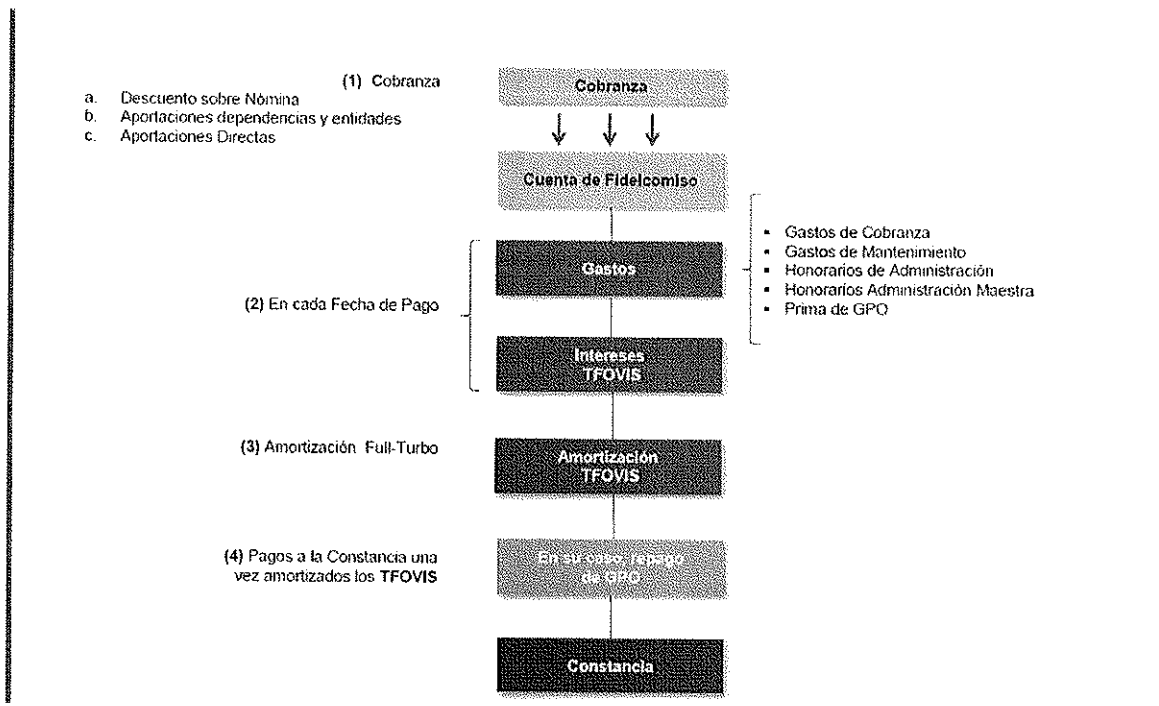 (1) Cobranza
a. Descuento sobre Nómina
b. Aportaciones dependencias y entidades
c. Aportaciones Directas
Cobranza
Cuenta de Fideicomiso
Gastos
Gastos de Cobranza
Gastos de Mantenimiento
Honorarios de Administración
Honorarios Administración Maestra
Prima de GPO
(2) En cada Fecha de Pago
Intereses
TFOVIS
(3) Amortización Full-Turbo
Amortización
TFOVIS
(4) Pagos a la Constancia una
vez amortizados los TFOVIS
En su caso, repago
de GPO
Constancia